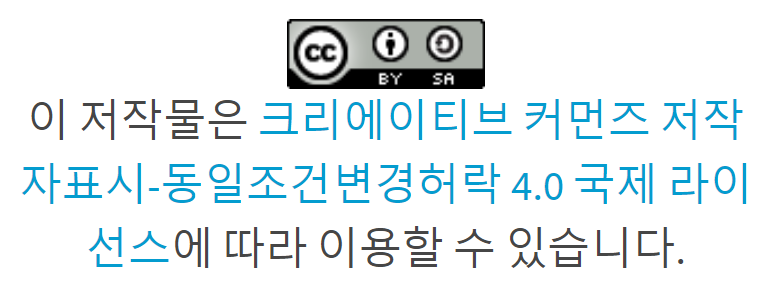 cc
BY SA
이 저작물은 크리에이티브 커먼즈 저작
자표시-동일조건변경허락 4.0 국제 라이
선스에 따라 이용할 수 있습니다.